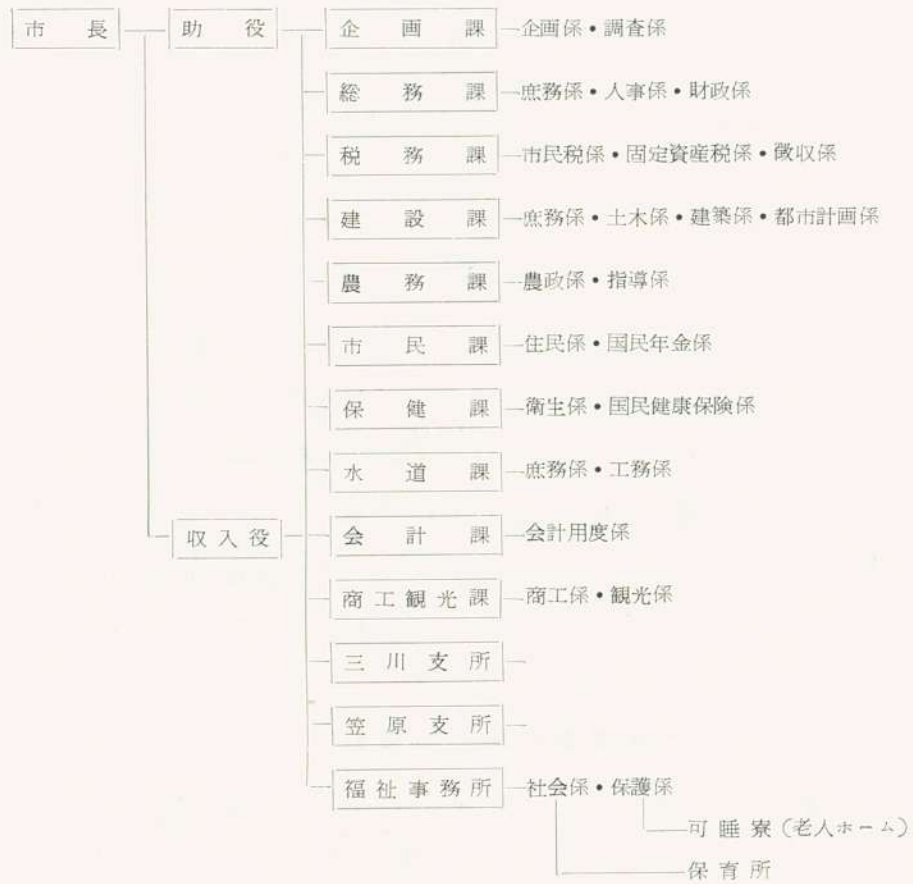 市長 助役 企画課 企画係・調査係
総務課 庶務係・人事係・財政係
税務課 市民税係・固定資産税係・徴収係
建設課 庶務係・土木係・建築係・都市計画係
農務課 農政係・指導係
市民課 住民係・国民年金係
保健課 衛生係・国民健康保険係
水道課 庶務係・工務係
収入役 会計課 会計用度係
商工観光課 商工係・観光係
三川支所
笠原支所
福祉事務所 社会係・保護係
可睡寮(老人ホーム)
保育所